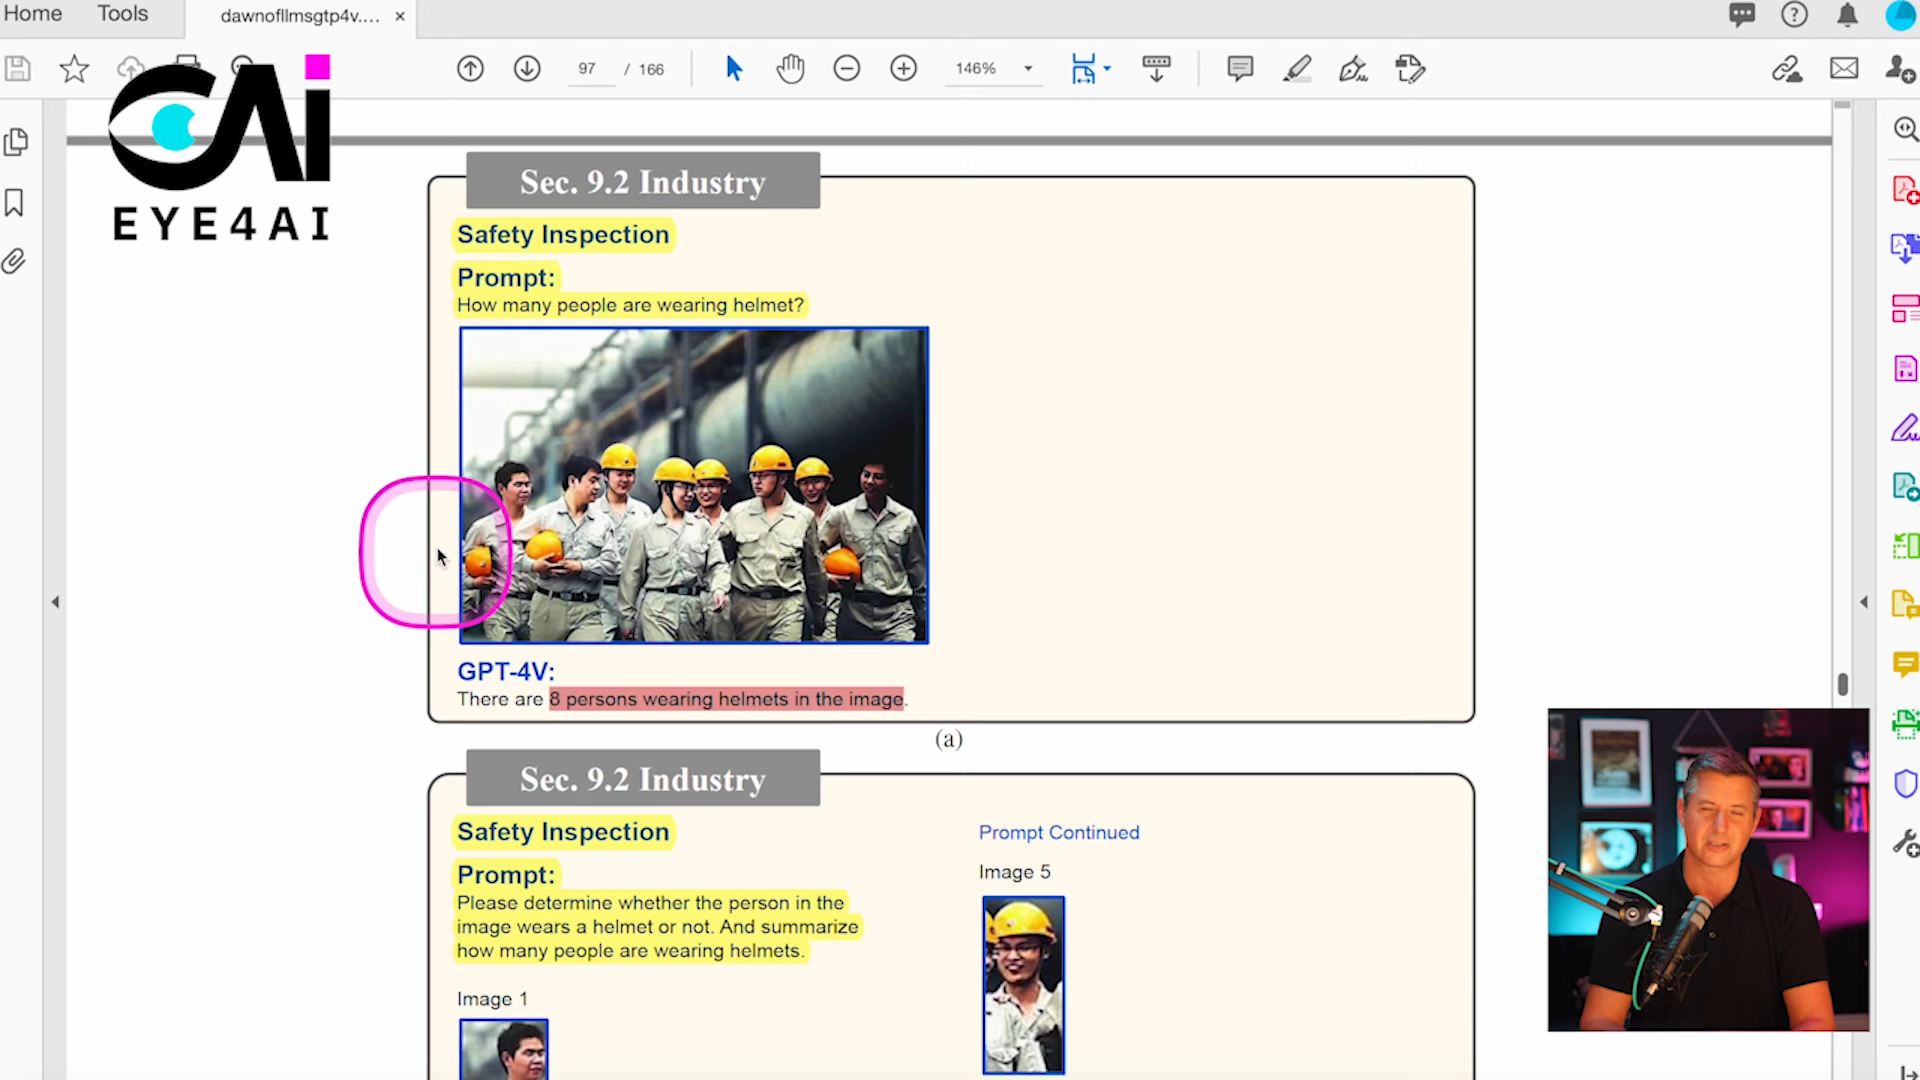 Home
Tools
dawnofllmsgtp4v....
97 / 166
146%
EYE4AI
Sec. 9.2 Industry
Safety Inspection
Prompt:
How many people are wearing helmet?
GPT-4V:
There are 8 persons wearing helmets in the image.
(a)
Sec. 9.2 Industry
Safety Inspection
Prompt:
Please determine whether the person in the
image wears a helmet or not. And summarize
how many people are wearing helmets.
Image 1
Prompt Continued
Image 5